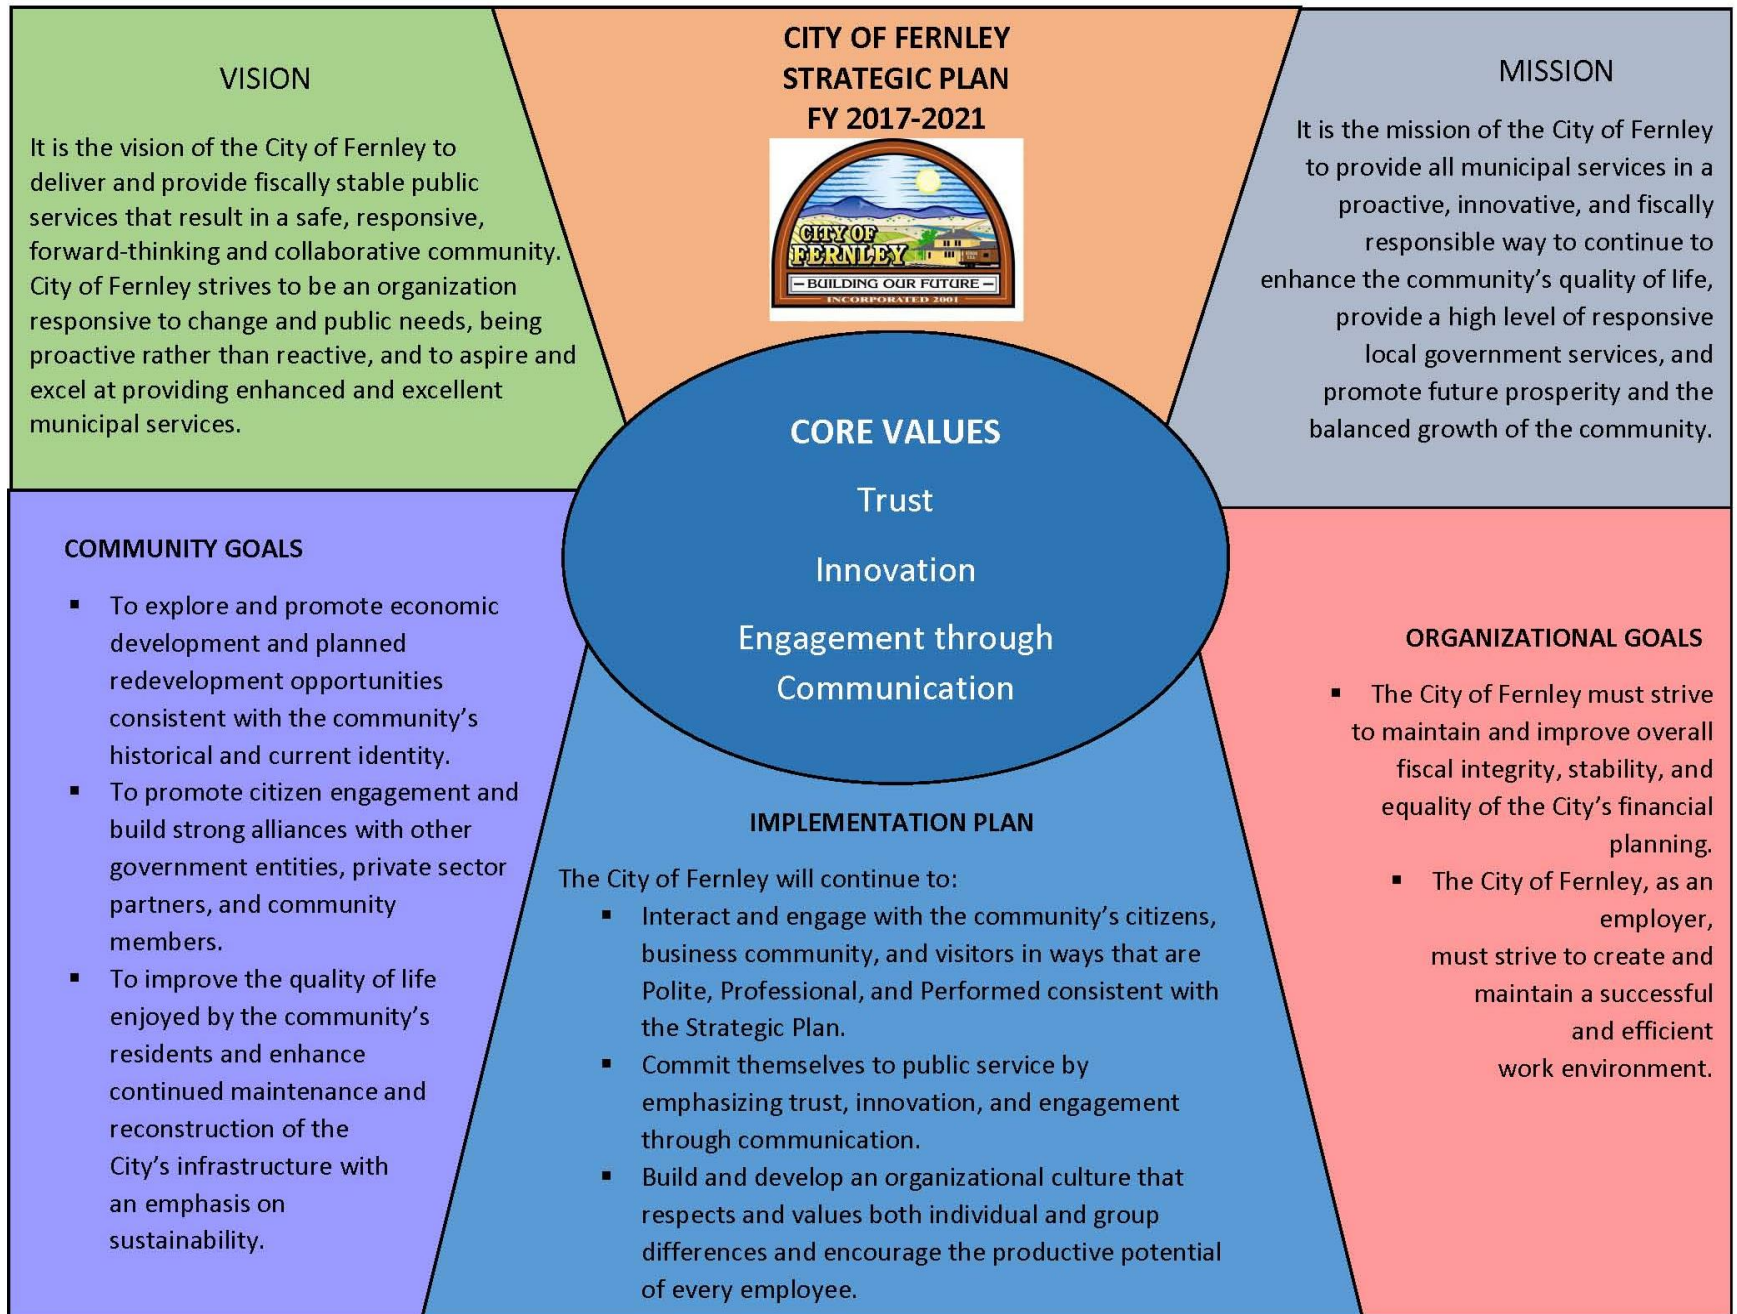 VISION
It is the vision of the City of Fernley to
deliver and provide fiscally stable public
services that result in a safe, responsive,
forward-thinking and collaborative community.
City of Fernley strives to be an organization
responsive to change and public needs, being
proactive rather than reactive, and to aspire and
excel at providing enhanced and excellent
municipal services.
CITY OF FERNLEY
STRATEGIC PLAN
FY 2017-2021
CITY OF
FERNLEY
– BUILDING OUR FUTURE –
INCORPORATED 2001
MISSION
It is the mission of the City of Fernley
to provide all municipal services in a
proactive, innovative, and fiscally
responsible way to continue to
enhance the community’s quality of life,
provide a high level of responsive
local government services, and
promote future prosperity and the
balanced growth of the community.
CORE VALUES
Trust
Innovation
Engagement through
Communication
COMMUNITY GOALS
▪ To explore and promote economic
development and planned
redevelopment opportunities
consistent with the community’s
historical and current identity.
▪ To promote citizen engagement and
build strong alliances with other
government entities, private sector
partners, and community
members.
▪ To improve the quality of life
enjoyed by the community’s
residents and enhance
continued maintenance and
reconstruction of the
City’s infrastructure with
an emphasis on
sustainability.
IMPLEMENTATION PLAN
The City of Fernley will continue to:
▪ Interact and engage with the community’s citizens,
business community, and visitors in ways that are
Polite, Professional, and Performed consistent with
the Strategic Plan.
▪ Commit themselves to public service by
emphasizing trust, innovation, and engagement
through communication.
▪ Build and develop an organizational culture that
respects and values both individual and group
differences and encourage the productive potential
of every employee.
ORGANIZATIONAL GOALS
▪ The City of Fernley must strive
to maintain and improve overall
fiscal integrity, stability, and
equality of the City’s financial
planning.
▪ The City of Fernley, as an
employer,
must strive to create and
maintain a successful
and efficient
work environment.